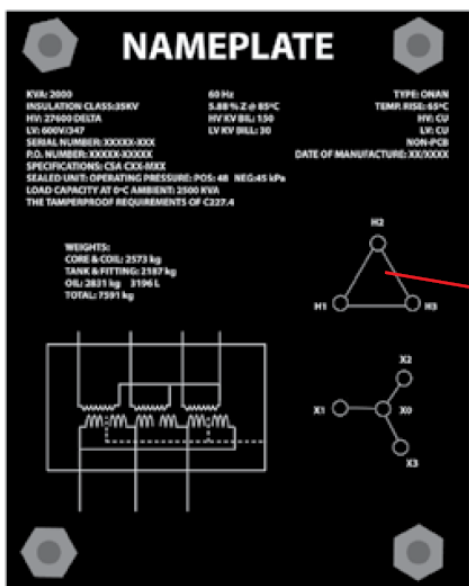 NAMEPLATE
KVA: 2000 60 Hz TYPE: ONAN
INSULATION CLASS:35KV 5.88 % Z @ 85°C TEMP. RISE: 65°C
HV: 27600 DELTA HV KV BIL: 150 HV: CU
LV: 600V/347 LV KV BILL: 30 LV: CU
SERIAL NUMBER: XXXXX-XXX NON-PCB
P.O. NUMBER: XXXXX-XXXXX DATE OF MANUFACTURE: XX/XXXX
SPECIFICATIONS: CSA CXX-MXX
SEALED UNIT: OPERATING PRESSURE: POS: 48 NEG:45 kPa
LOAD CAPACITY AT 0°C AMBIENT: 2500 KVA
THE TAMPERPROOF REQUIREMENTS OF C227.4
WEIGHTS:
CORE & COIL: 2573 kg
TANK & FITTING: 2187 kg
OIL: 2831 kg 3196 L
TOTAL: 7591 kg
H2
H1 H3
X2
X1 X0
X3